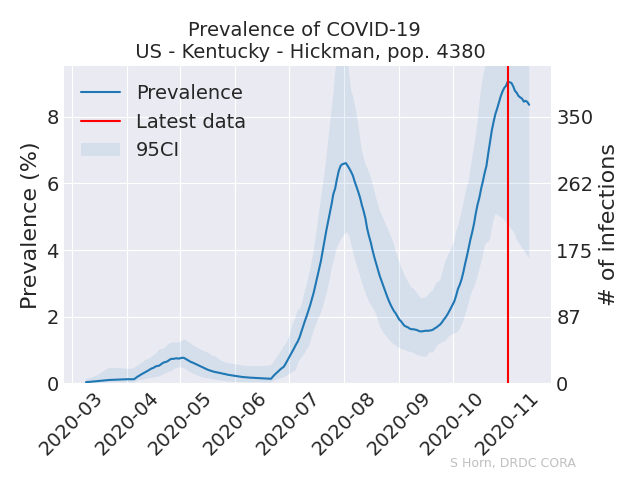 Prevalence of COVID-19
US - Kentucky - Hickman, pop. 4380
Prevalence
Latest data
95CI
Prevalence (%)
8
6
4
2
0
350
262
175
87
0
# of infections
2020-03
2020-04
2020-05
2020-06
2020-07
2020-08
2020-09
2020-10
2020-11
S Horn, DRDC CORA